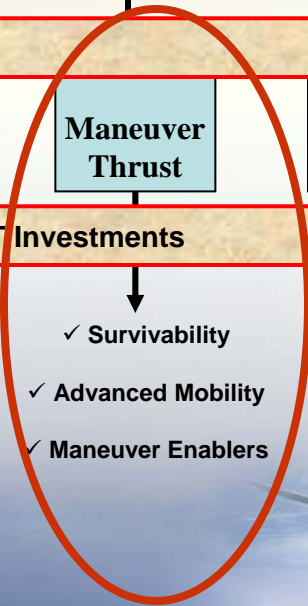 Maneuver
Thrust
Investments
✓ Survivability
✓ Advanced Mobility
✓ Maneuver Enablers